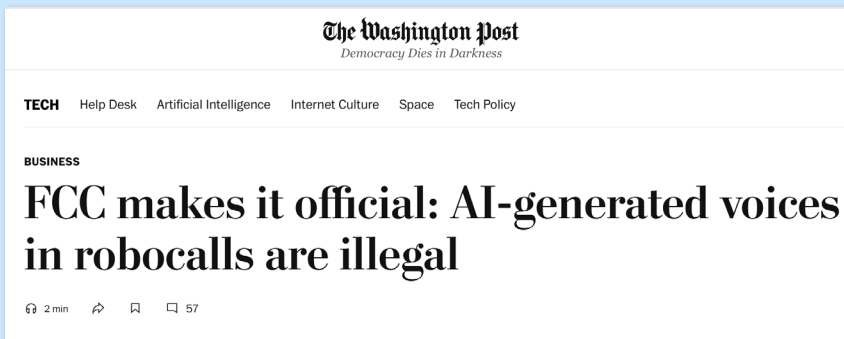 The Washington Post
Democracy Dies in Darkness
TECH Help Desk Artificial Intelligence Internet Culture Space Tech Policy
BUSINESS
FCC makes it official: AI-generated voices
in robocalls are illegal
2 min 57